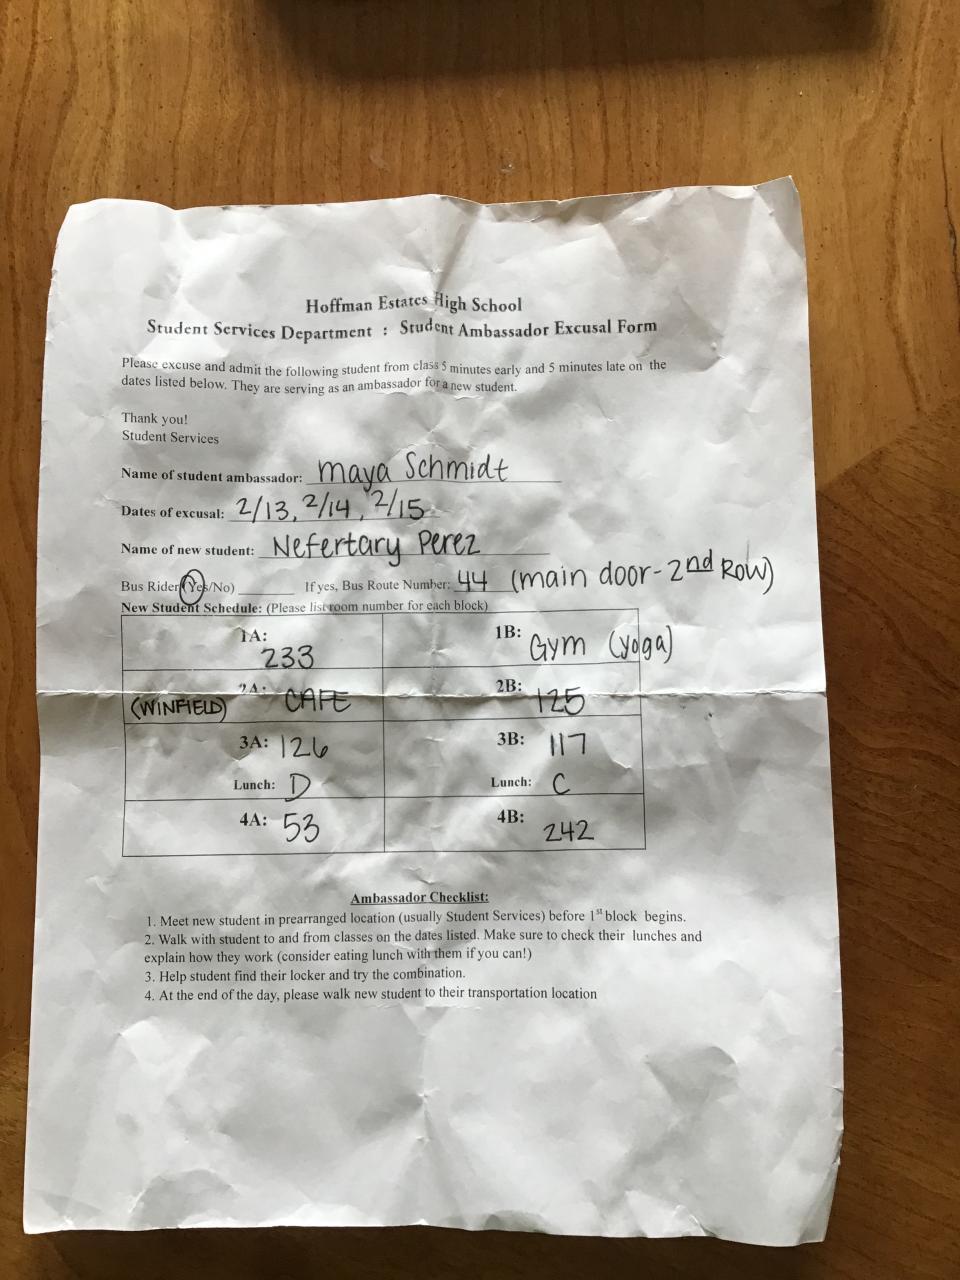 Hoffman Estates High School
Student Services Department : Student Ambassador Excusal Form
Please excuse and admit the following student from class 5 minutes early and 5 minutes late on the
dates listed below. They are serving as an ambassador for a new student.
Thank you!
Student Services
Name of student ambassador: Maya Schmidt
Dates of excusal: 2/13, 2/14, 2/15
Name of new student: Nefertary Perez
Bus Rider(Yes/No) If yes, Bus Route Number: 44 (main door - 2nd Row)
New Student Schedule: (Please list room number for each block)
1A: 1B: Gym (yoga)
233
2A: 2B:
(WINFIELD) CAFE 125
3A: 126 3B: 117
Lunch: D Lunch: C
4A: 53 4B: 242
Ambassador Checklist:
1. Meet new student in prearranged location (usually Student Services) before 1st block begins.
2. Walk with student to and from classes on the dates listed. Make sure to check their lunches and
explain how they work (consider eating lunch with them if you can!)
3. Help student find their locker and try the combination.
4. At the end of the day, please walk new student to their transportation location